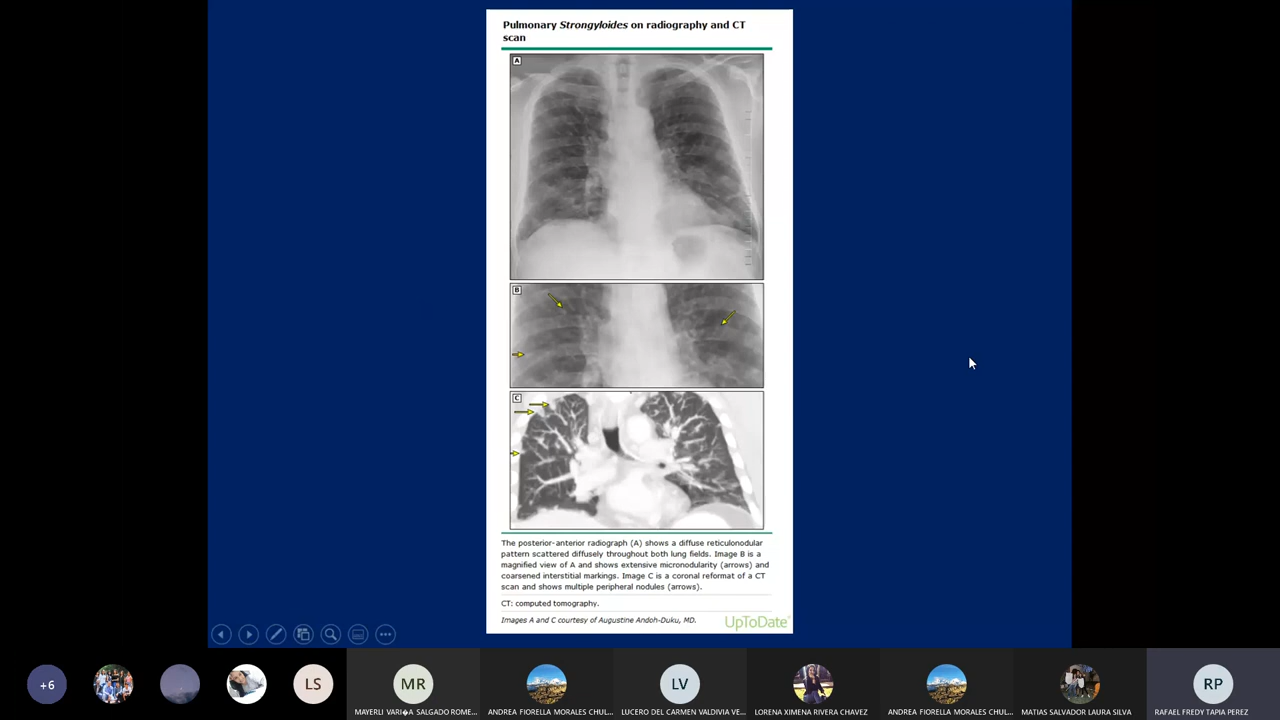 Pulmonary Strongyloides on radiography and CT
scan
A
B
C
The posterior-anterior radiograph (A) shows a diffuse reticulonodular
pattern scattered diffusely throughout both lung fields. Image B is a
magnified view of A and shows extensive micronodularity (arrows) and
coarsened interstitial markings. Image C is a coronal reformat of a CT
scan and shows multiple peripheral nodules (arrows).
CT: computed tomography.
Images A and C courtesy of Augustine Andoh-Duku, MD.
UpToDate®
+6
LS
MR
LV
RP
MAYERLI VARI�A SALGADO ROME...
ANDREA FIORELLA MORALES CHUL...
LUCERO DEL CARMEN VALDIVIA VE...
LORENA XIMENA RIVERA CHAVEZ
ANDREA FIORELLA MORALES CHUL...
MATIAS SALVADOR LAURA SILVA
RAFAEL FREDY TAPIA PEREZ